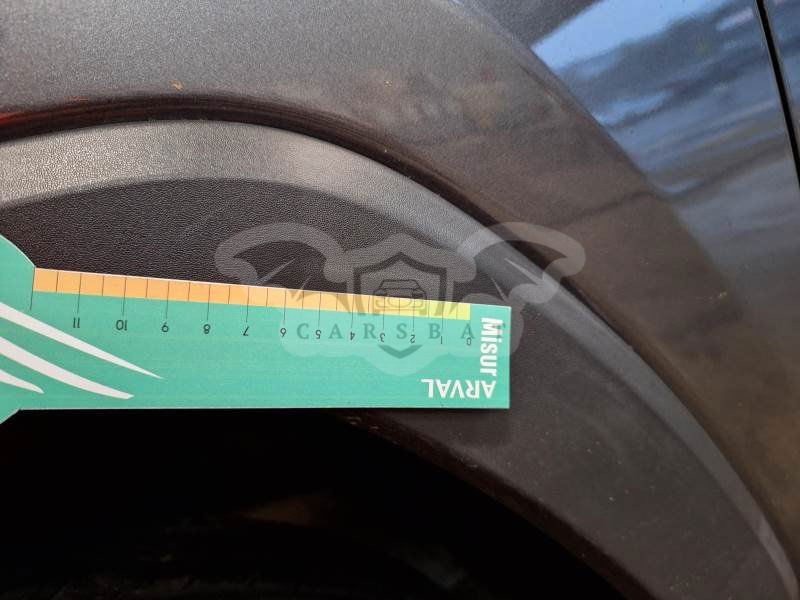 11 10 9 8 7 6 5 4 3 2 1 0
Misur
ARVAL
CARSBA